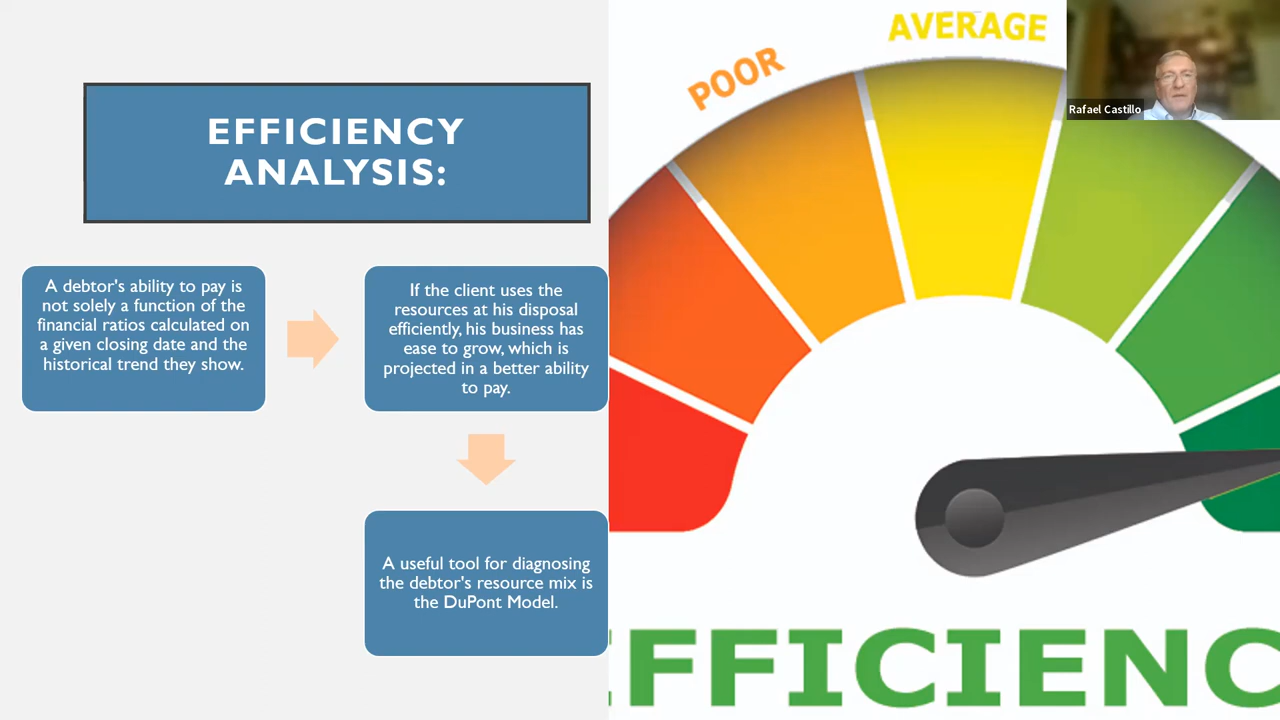 EFFICIENCY
ANALYSIS:
A debtor's ability to pay is
not solely a function of the
financial ratios calculated on
a given closing date and the
historical trend they show.
If the client uses the
resources at his disposal
efficiently, his business has
ease to grow, which is
projected in a better ability
to pay.
A useful tool for diagnosing
the debtor's resource mix is
the DuPont Model.
POOR
AVERAGE
Rafael Castillo
FFICIENC